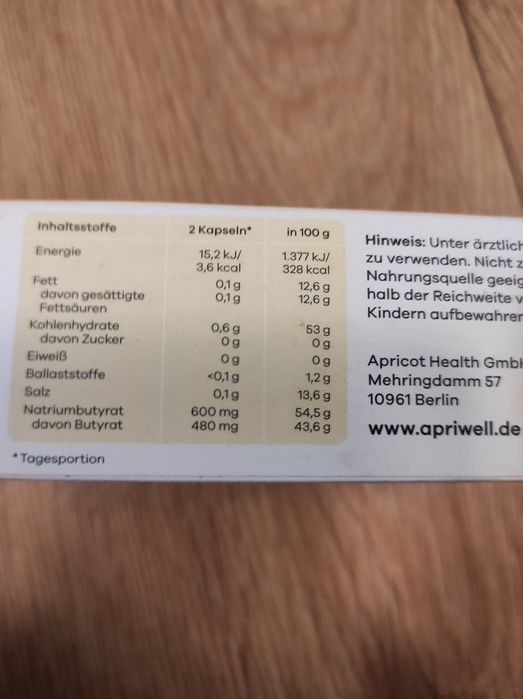 Inhaltsstoffe 2 Kapseln* in 100 g
Energie 15,2 kJ/ 1.377 kJ/
3,6 kcal 328 kcal
Fett 0,1 g 12,6 g
davon gesättigte 0,1 g 12,6 g
Fettsäuren
Kohlenhydrate 0,6 g 53 g
davon Zucker 0 g 0 g
Eiweiß 0 g 0 g
Ballaststoffe <0,1 g 1,2 g
Salz 0,1 g 13,6 g
Natriumbutyrat 600 mg 54,5 g
davon Butyrat 480 mg 43,6 g
*Tagesportion
Hinweis: Unter ärztlich
zu verwenden. Nicht
Nahrungsquelle geeig
halb der Reichweite v
Kindern aufbewahren
Apricot Health GmbH
Mehringdamm 57
10961 Berlin
www.apriwell.de